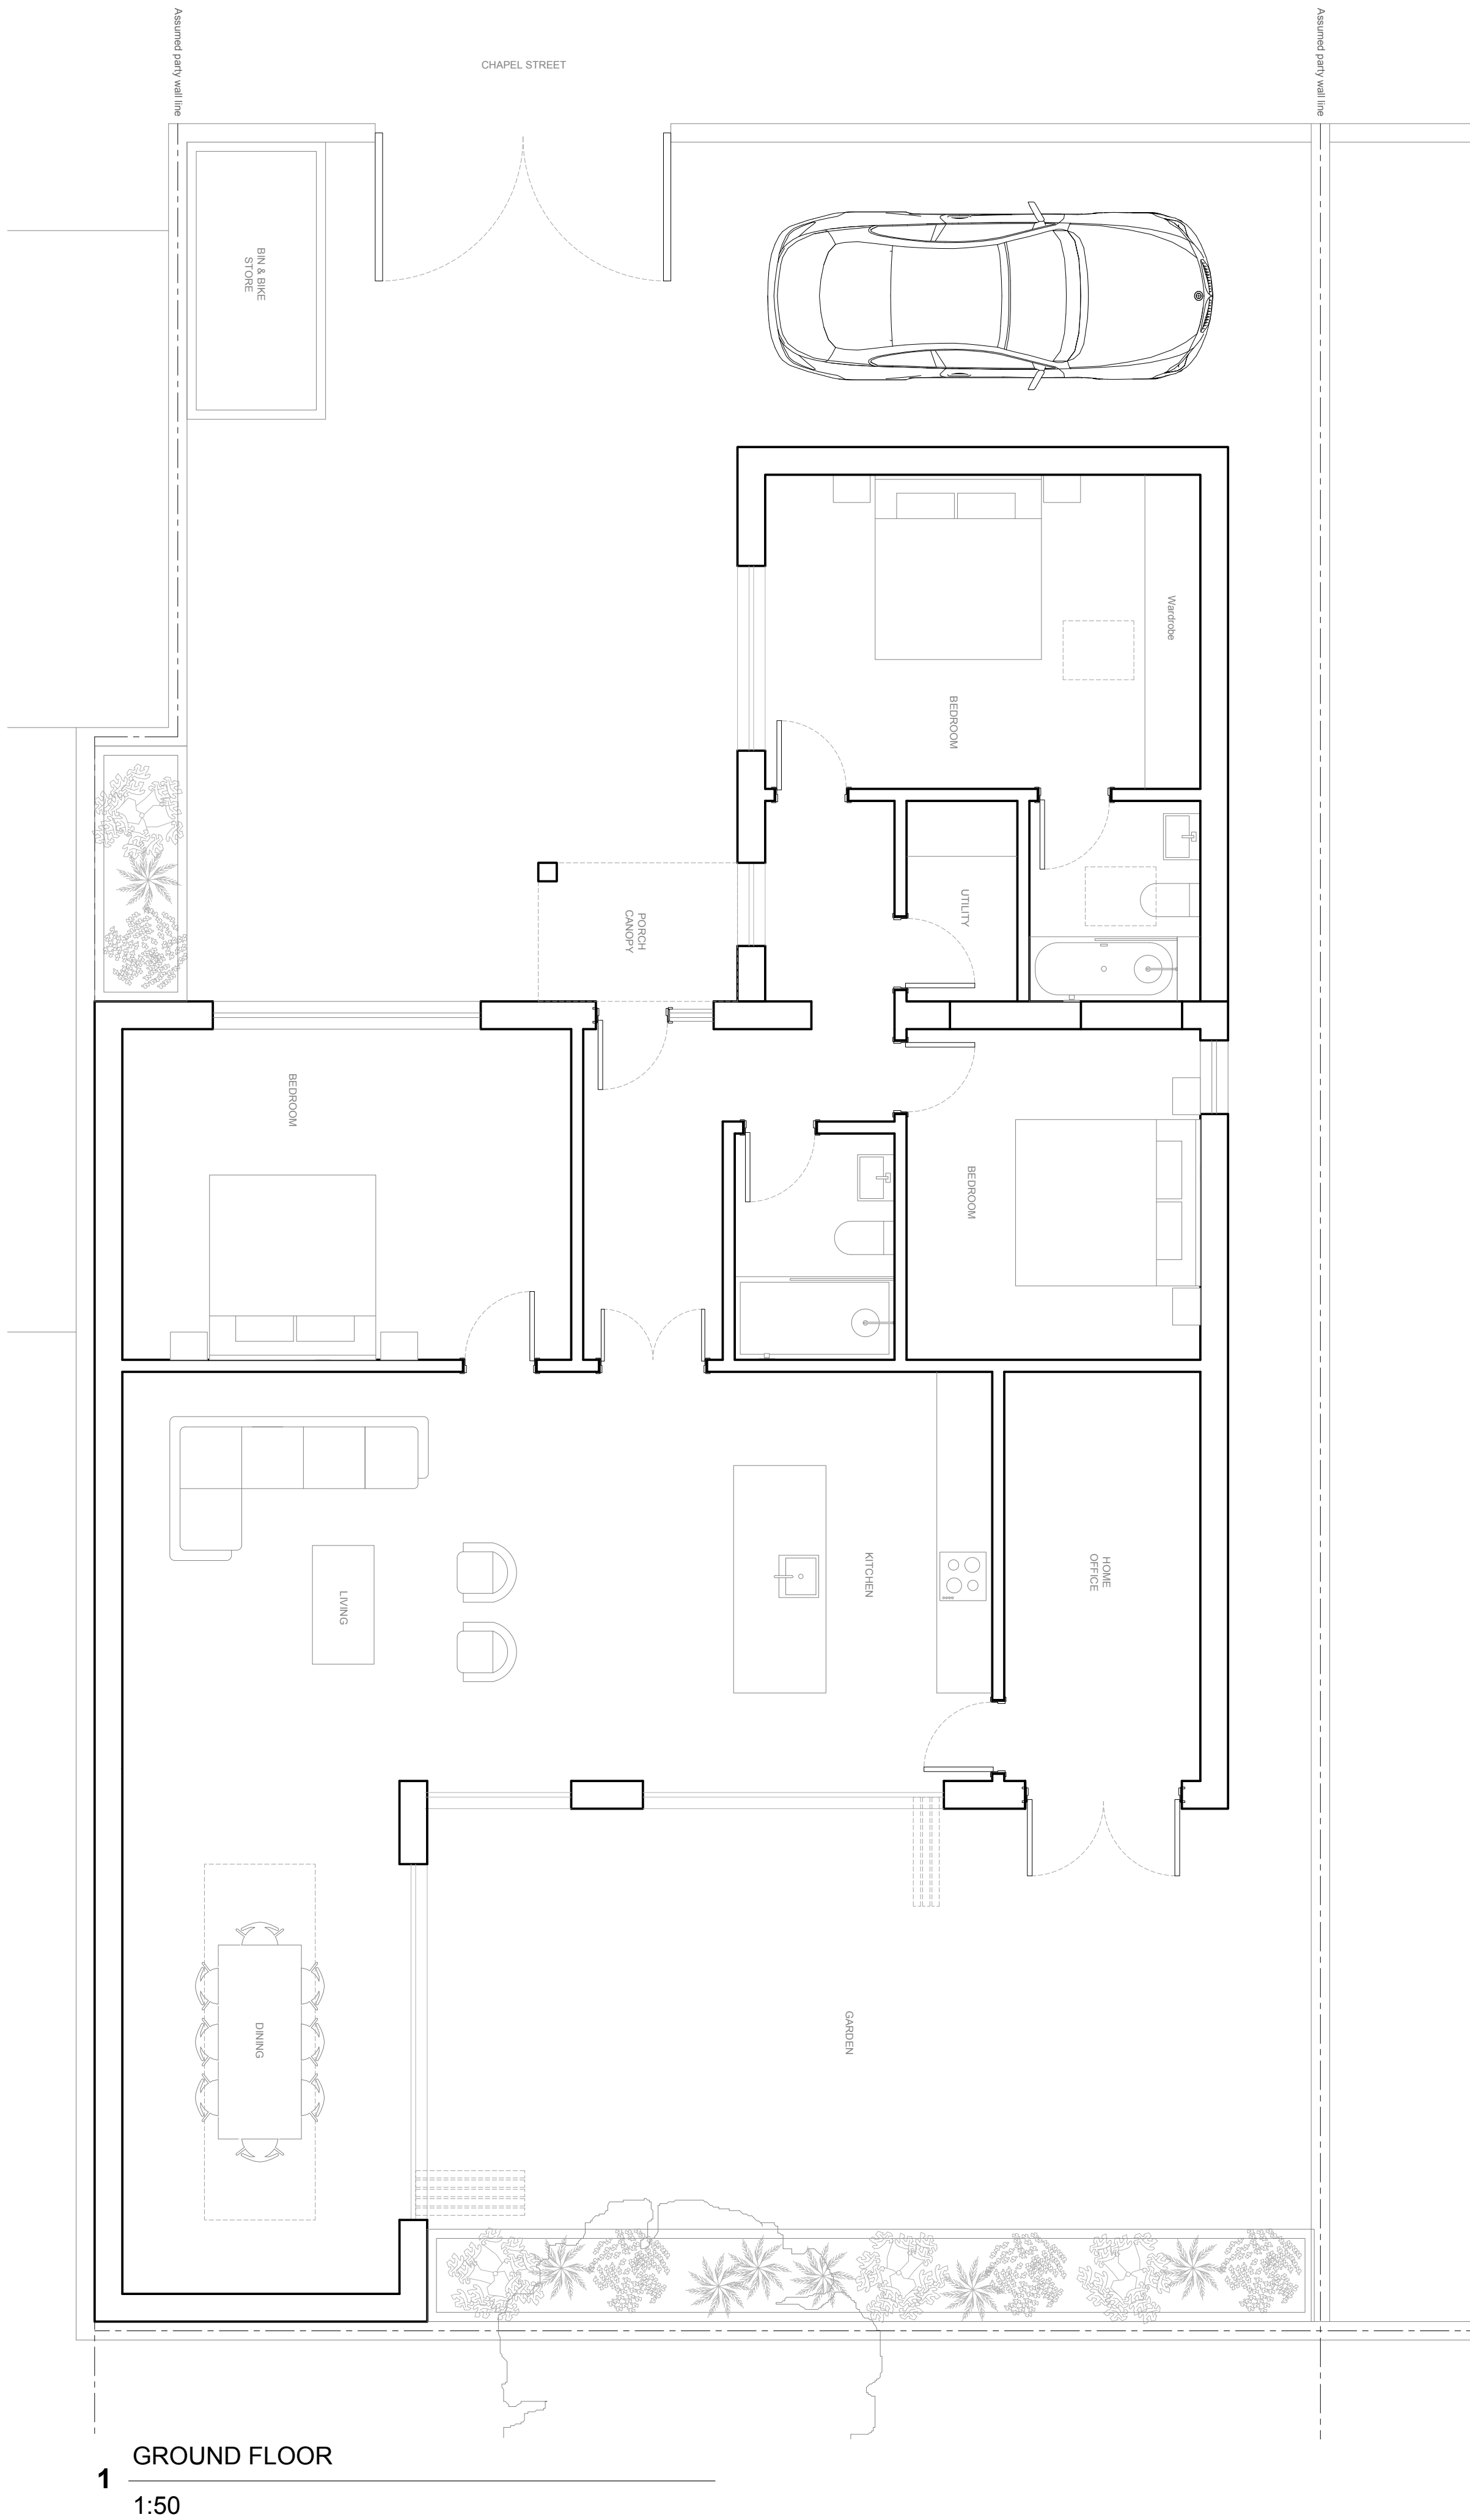 Assumed party wall line
Assumed party wall line
CHAPEL STREET
BIN & BIKE
STORE
Wardrobe
BEDROOM
UTILITY
PORCH
CANOPY
BEDROOM
BEDROOM
KITCHEN
HOME
OFFICE
LIVING
DINING
GARDEN
GROUND FLOOR
1
1:50